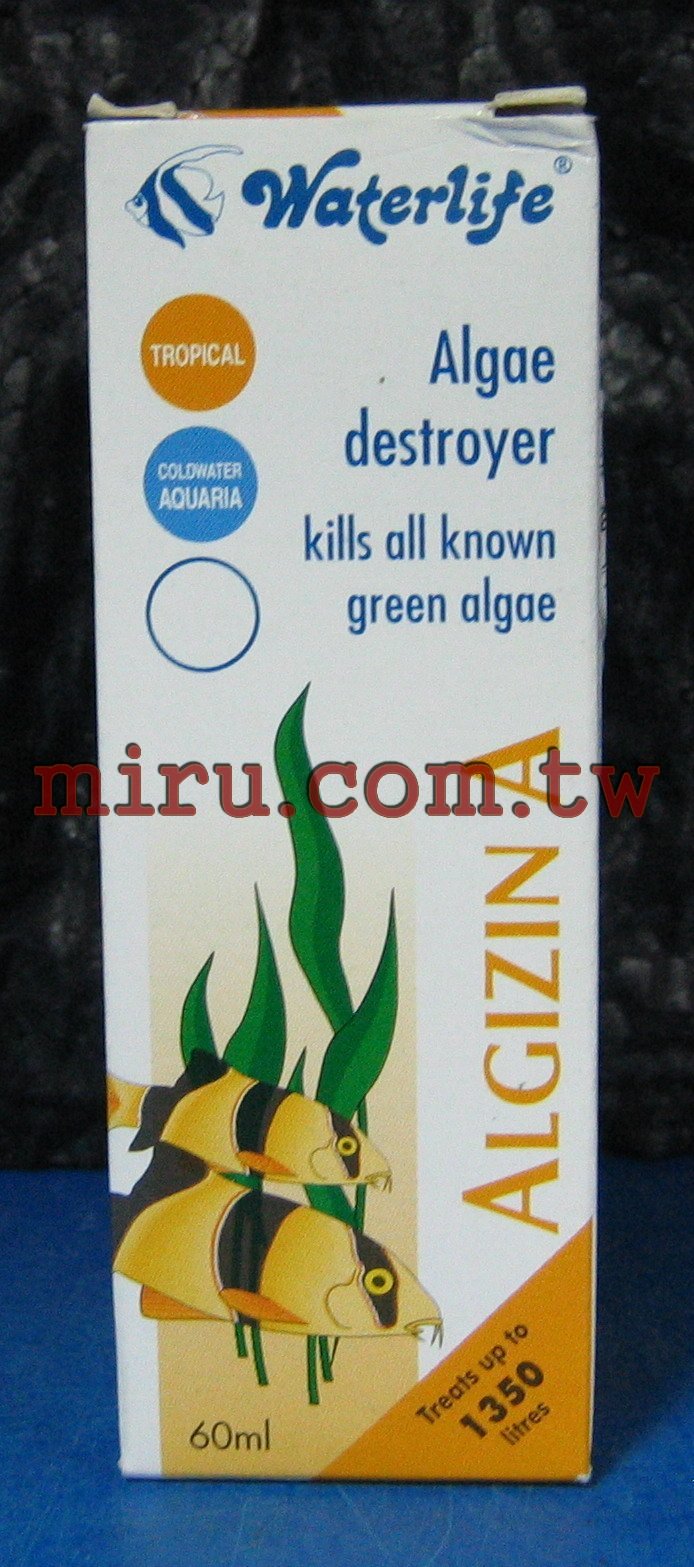 Waterlife®
TROPICAL
COLDWATER
AQUARIA
Algae
destroyer
kills all known
green algae
miru.com.tw
ALGIZIN A
60ml
Treats up to
1350
litres